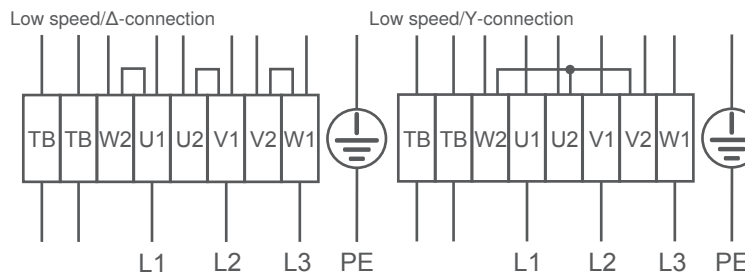 Low speed/Δ-connection
Low speed/Y-connection
TB TB W2 U1 U2 V1 V2 W1
TB TB W2 U1 U2 V1 V2 W1
L1 L2 L3 PE
L1 L2 L3 PE